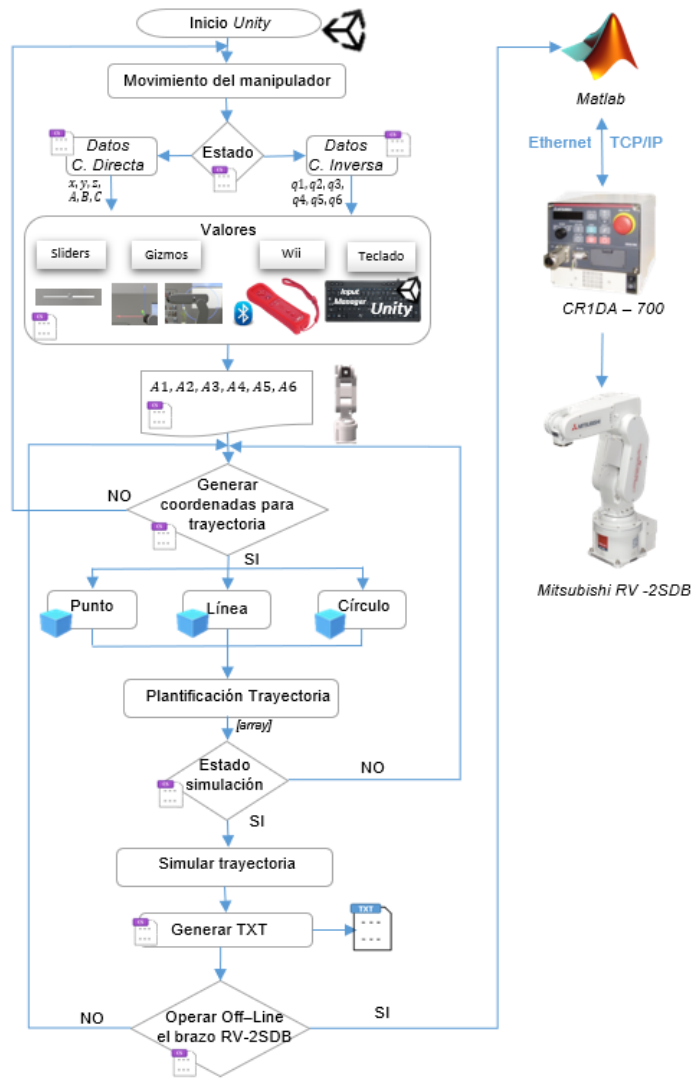 Inicio Unity
Movimiento del manipulador
Estado
Datos
C. Directa
Datos
C. Inversa
x, y, z,
A, B, C
q1, q2, q3,
q4, q5, q6
Valores
Sliders
Gizmos
Wii
Teclado
Input
Manager
Unity
A1, A2, A3, A4, A5, A6
Generar
coordenadas para
trayectoria
NO
SI
Punto
Línea
Círculo
Plantificación Trayectoria
[array]
Estado
simulación
NO
SI
Simular trayectoria
Generar TXT
TXT
Operar Off–Line
el brazo RV-2SDB
NO
SI
Matlab
Ethernet
TCP/IP
CR1DA – 700
MITSUBISHI
Mitsubishi RV -2SDB